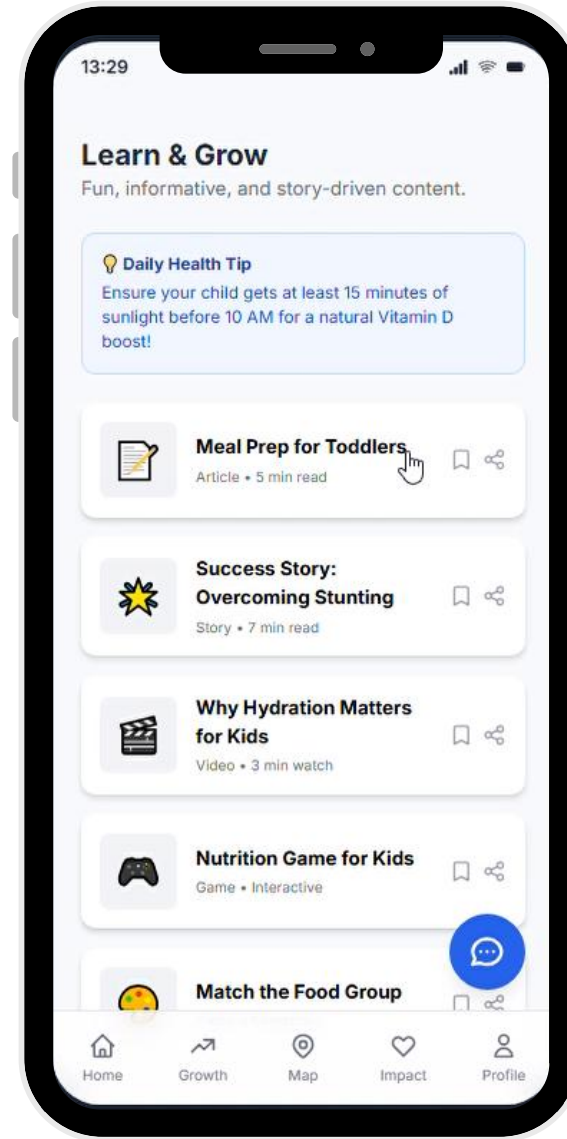 13:29
Learn & Grow
Fun, informative, and story-driven content.
Daily Health Tip
Ensure your child gets at least 15 minutes of
sunlight before 10 AM for a natural Vitamin D
boost!
Meal Prep for Toddlers
Article • 5 min read
Success Story:
Overcoming Stunting
Story • 7 min read
Why Hydration Matters
for Kids
Video • 3 min watch
Nutrition Game for Kids
Game • Interactive
Match the Food Group
Home
Growth
Map
Impact
Profile